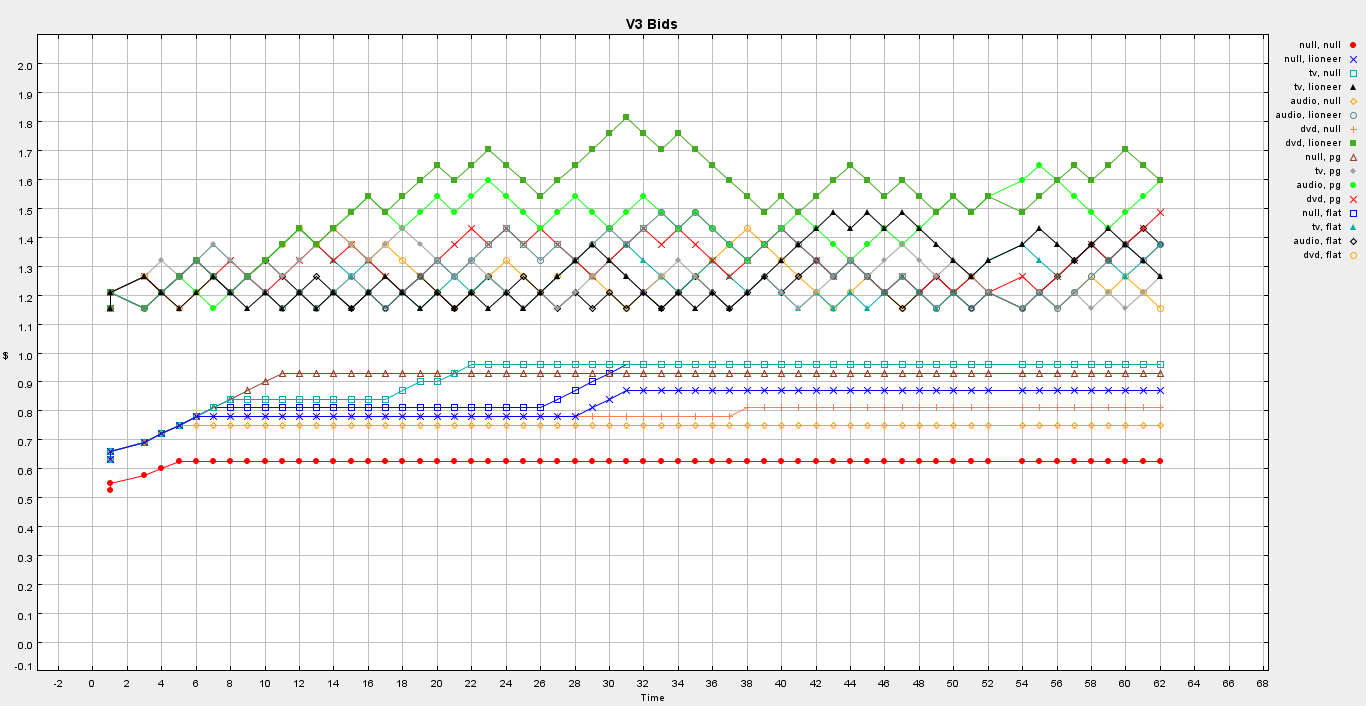 V3 Bids
2.0
1.9
1.8
1.7
1.6
1.5
1.4
1.3
1.2
1.1
1.0
$
0.9
0.8
0.7
0.6
0.5
0.4
0.3
0.2
0.1
0.0
-0.1
-2 0 2 4 6 8 10 12 14 16 18 20 22 24 26 28 30 32 34 36 38 40 42 44 46 48 50 52 54 56 58 60 62 64 66 68
Time
null, null
null, lioneer
tv, null
tv, lioneer
audio, null
audio, lioneer
dvd, null
dvd, lioneer
null, pg
tv, pg
audio, pg
dvd, pg
null, flat
tv, flat
audio, flat
dvd, flat